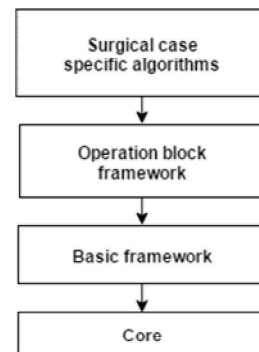 Surgical case
specific algorithms
Operation block
framework
Basic framework
Core